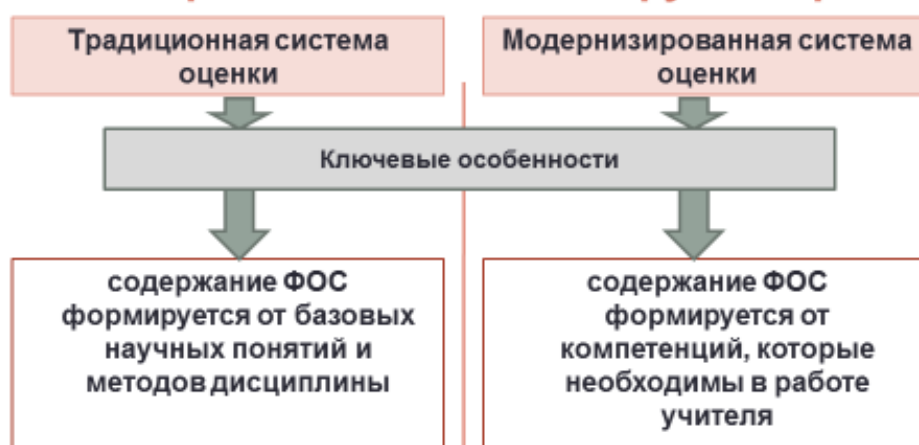 Традиционная система
оценки
Модернизированная система
оценки
Ключевые особенности
содержание ФОС
формируется от базовых
научных понятий и
методов дисциплины
содержание ФОС
формируется от
компетенций, которые
необходимы в работе
учителя